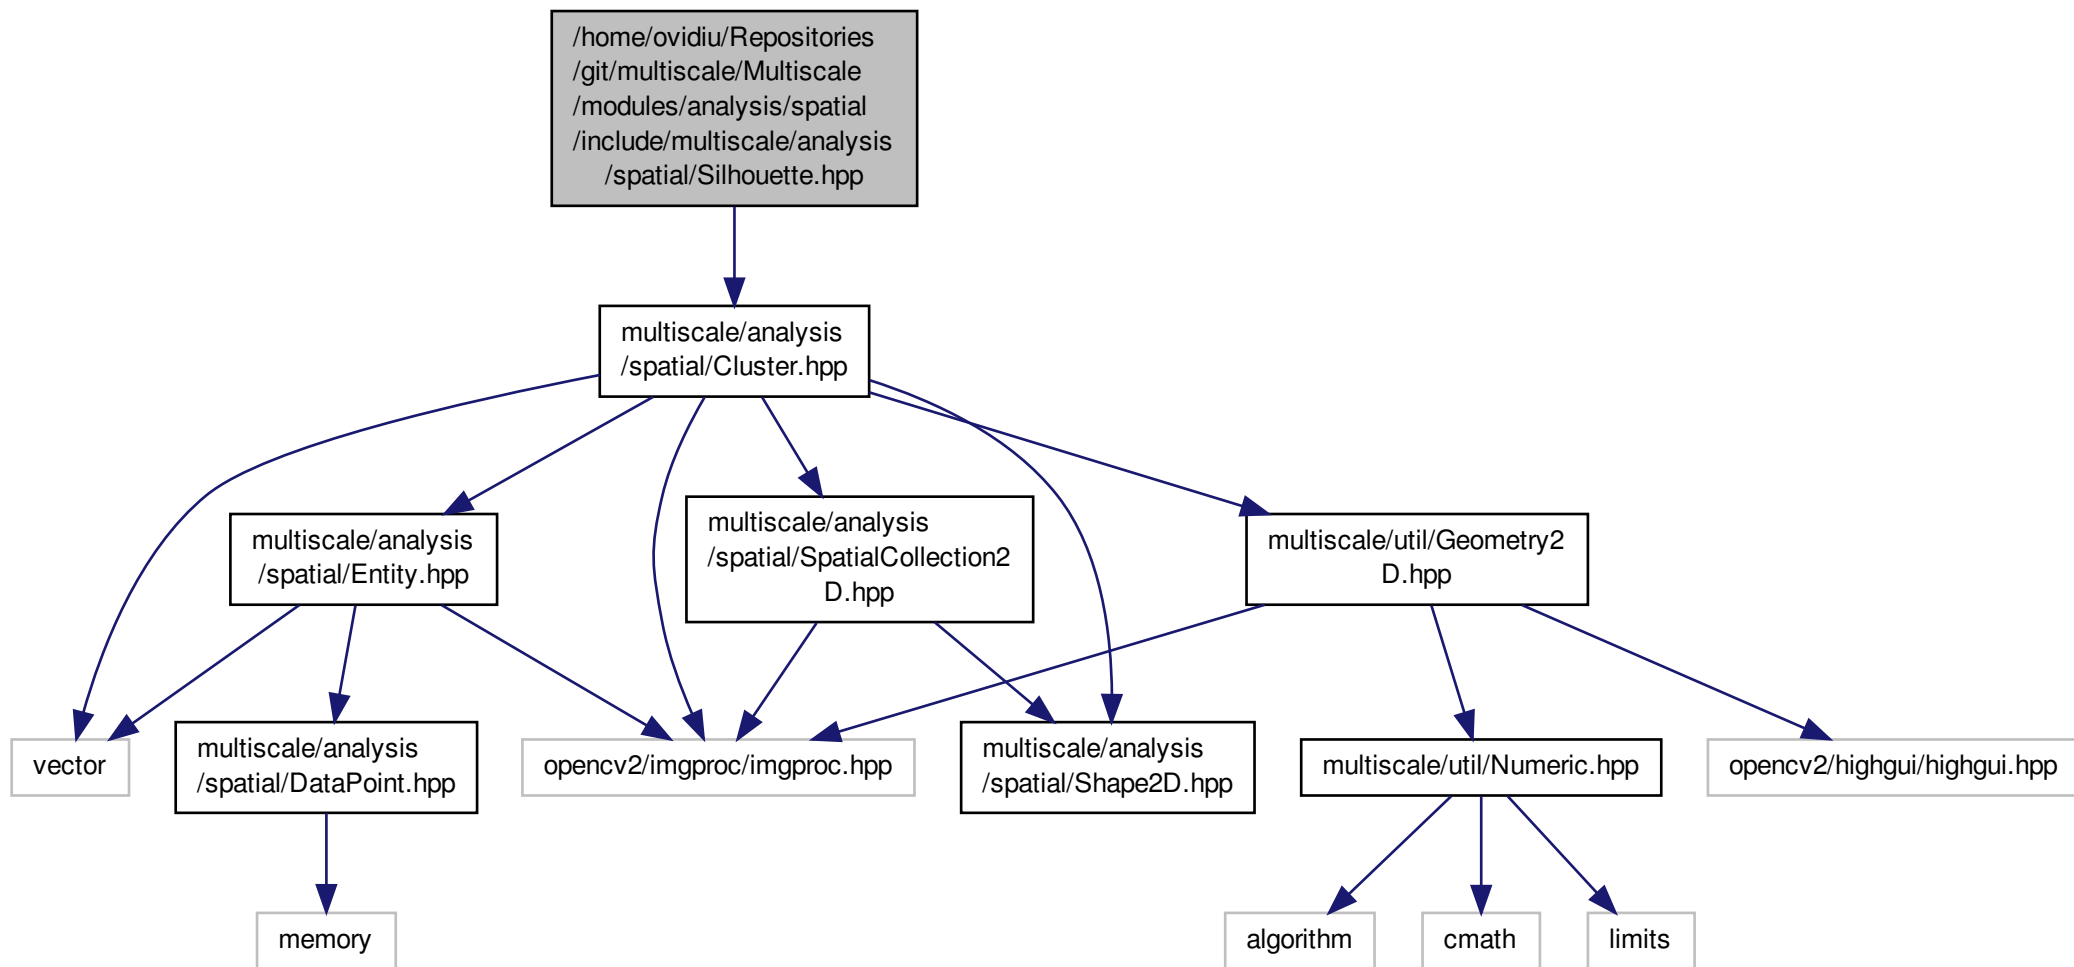 /home/ovidiu/Repositories
/git/multiscale/Multiscale
/modules/analysis/spatial
/include/multiscale/analysis
/spatial/Silhouette.hpp
multiscale/analysis
/spatial/Cluster.hpp
multiscale/analysis
/spatial/Entity.hpp
multiscale/analysis
/spatial/SpatialCollection2
D.hpp
multiscale/util/Geometry2
D.hpp
vector
multiscale/analysis
/spatial/DataPoint.hpp
opencv2/imgproc/imgproc.hpp
multiscale/analysis
/spatial/Shape2D.hpp
multiscale/util/Numeric.hpp
opencv2/highgui/highgui.hpp
memory
algorithm
cmath
limits